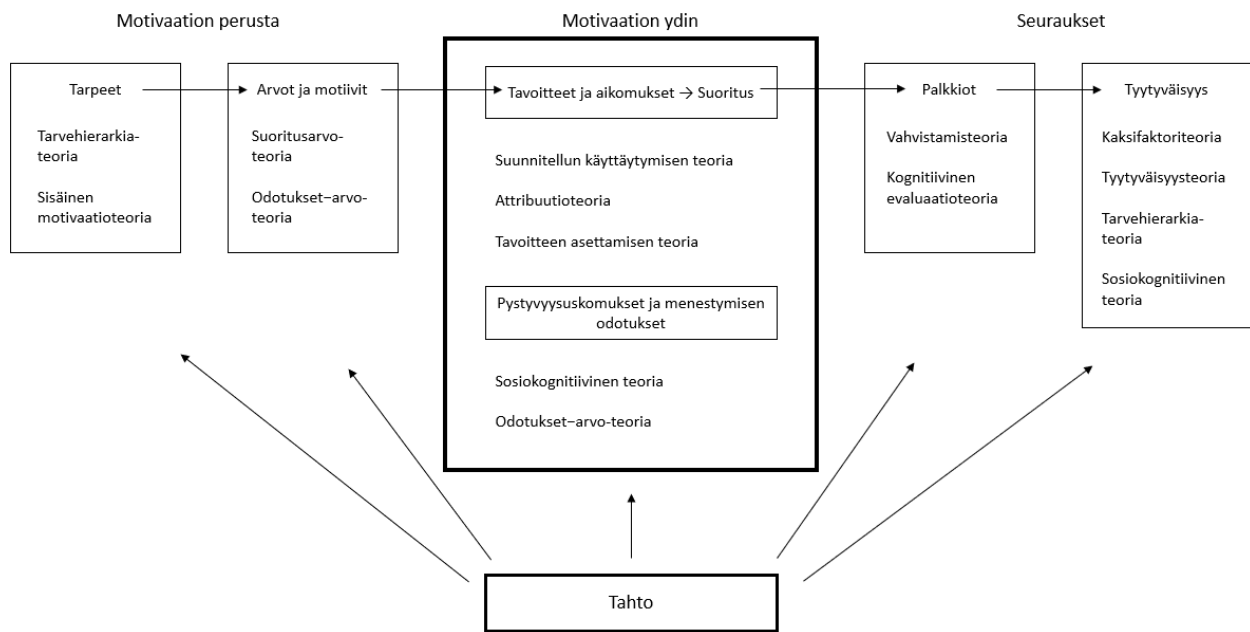 Motivaation perusta
Motivaation ydin
Seuraukset
Tarpeet
Tarvehierarkia-
teoria
Sisäinen
motivaatioteoria
Arvot ja motiivit
Suoritusarvo-
teoria
Odotukset–arvo-
teoria
Tavoitteet ja aikomukset → Suoritus
Suunnitellun käyttäytymisen teoria
Attribuutioteoria
Tavoitteen asettamisen teoria
Pystyvyysuskomukset ja menestymisen
odotukset
Sosiokognitiivinen teoria
Odotukset–arvo-teoria
Palkkiot
Vahvistamisteoria
Kognitiivinen
evaluaatioteoria
Tyytyväisyys
Kaksifaktoriteoria
Tyytyväisyysteoria
Tarvehierarkia-
teoria
Sosiokognitiivinen
teoria
Tahto